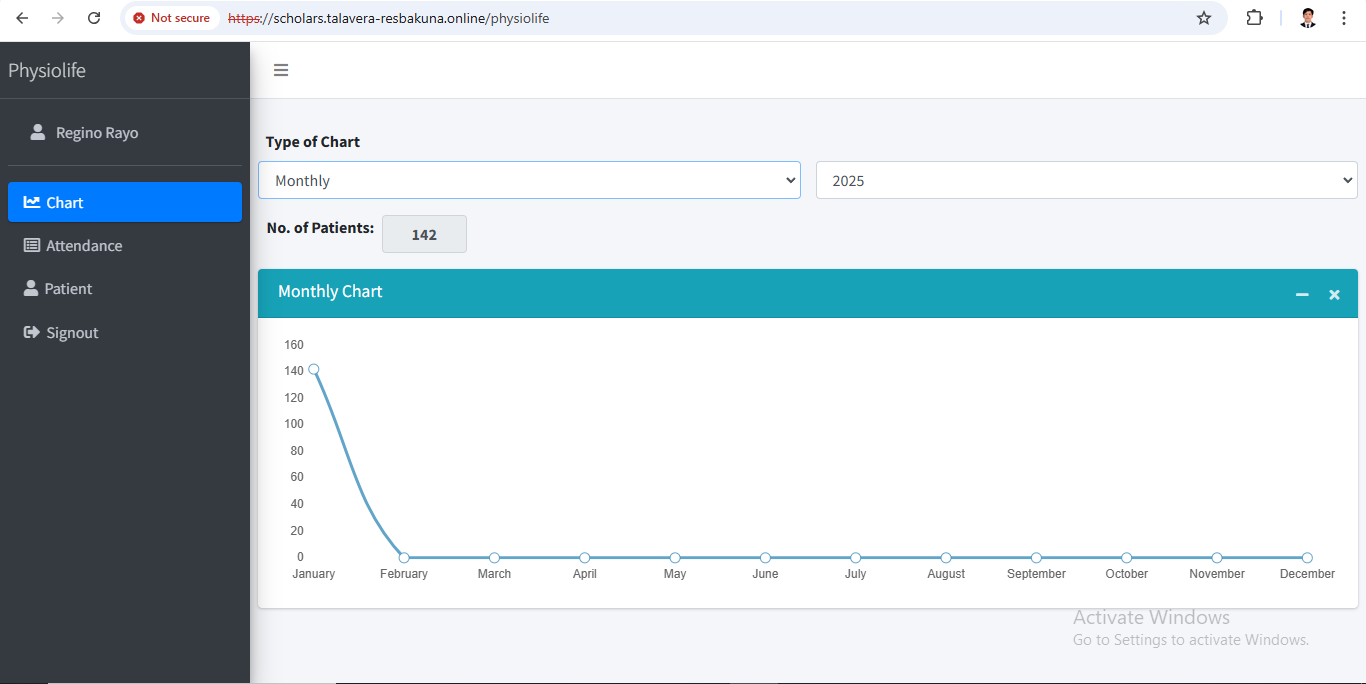 Not secure https://scholars.talavera-resbakuna.online/physiolife
Physiolife
Regino Rayo
Chart
Attendance
Patient
Signout
Type of Chart
Monthly 2025
No. of Patients: 142
Monthly Chart
160
140
120
100
80
60
40
20
0
January February March April May June July August September October November December
Activate Windows
Go to Settings to activate Windows.